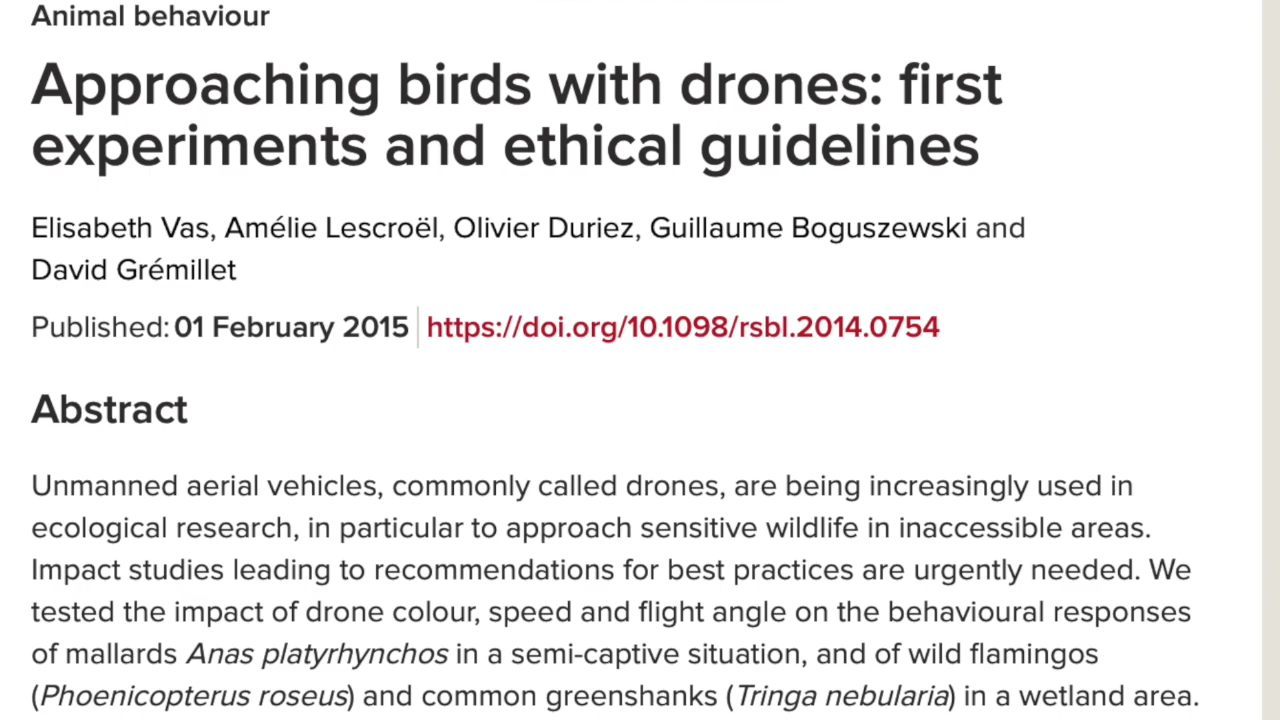 Animal behaviour
Approaching birds with drones: first
experiments and ethical guidelines
Elisabeth Vas, Amélie Lescroël, Olivier Duriez, Guillaume Boguszewski and
David Grémillet
Published: 01 February 2015 https://doi.org/10.1098/rsbl.2014.0754
Abstract
Unmanned aerial vehicles, commonly called drones, are being increasingly used in
ecological research, in particular to approach sensitive wildlife in inaccessible areas.
Impact studies leading to recommendations for best practices are urgently needed. We
tested the impact of drone colour, speed and flight angle on the behavioural responses
of mallards Anas platyrhynchos in a semi-captive situation, and of wild flamingos
(Phoenicopterus roseus) and common greenshanks (Tringa nebularia) in a wetland area.